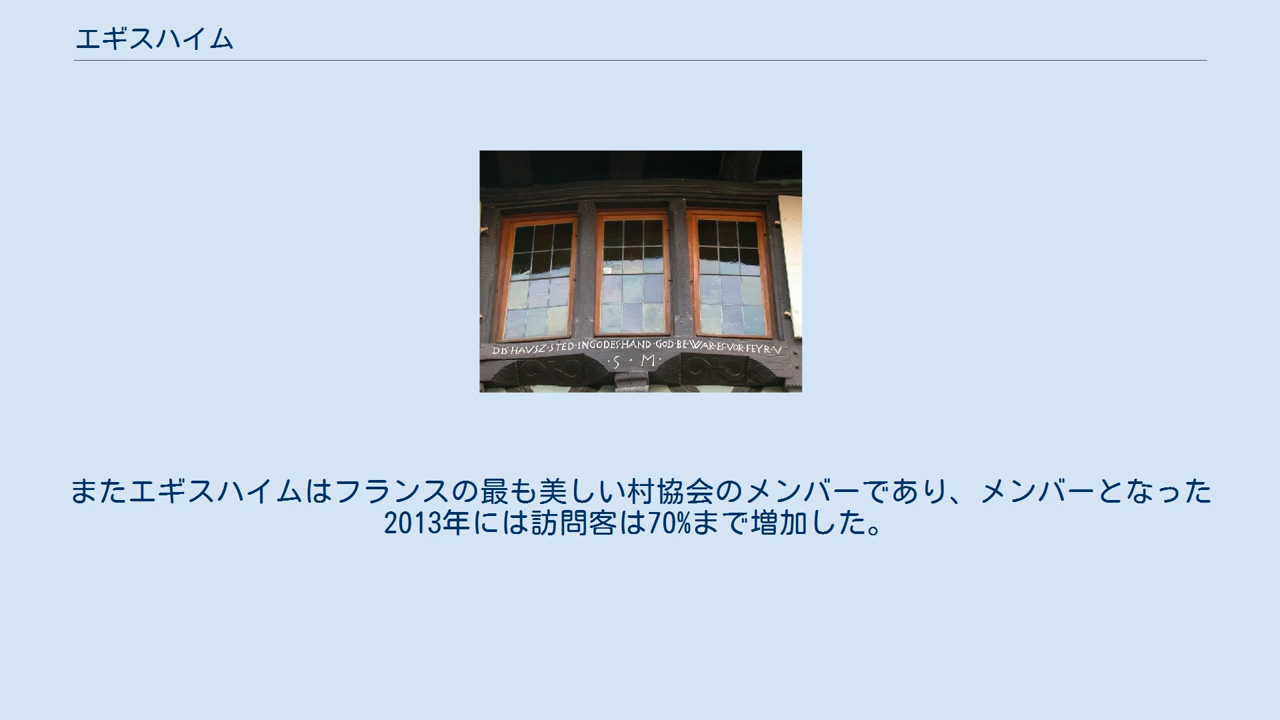 エギスハイム
DIS·HAVSZ·STED·IN·GODES·HAND·GOD·BE·WAR·ES·VOR·FEYR·V
·S·M·
またエギスハイムはフランスの最も美しい村協会のメンバーであり、メンバーとなった
2013年には訪問客は70%まで増加した。